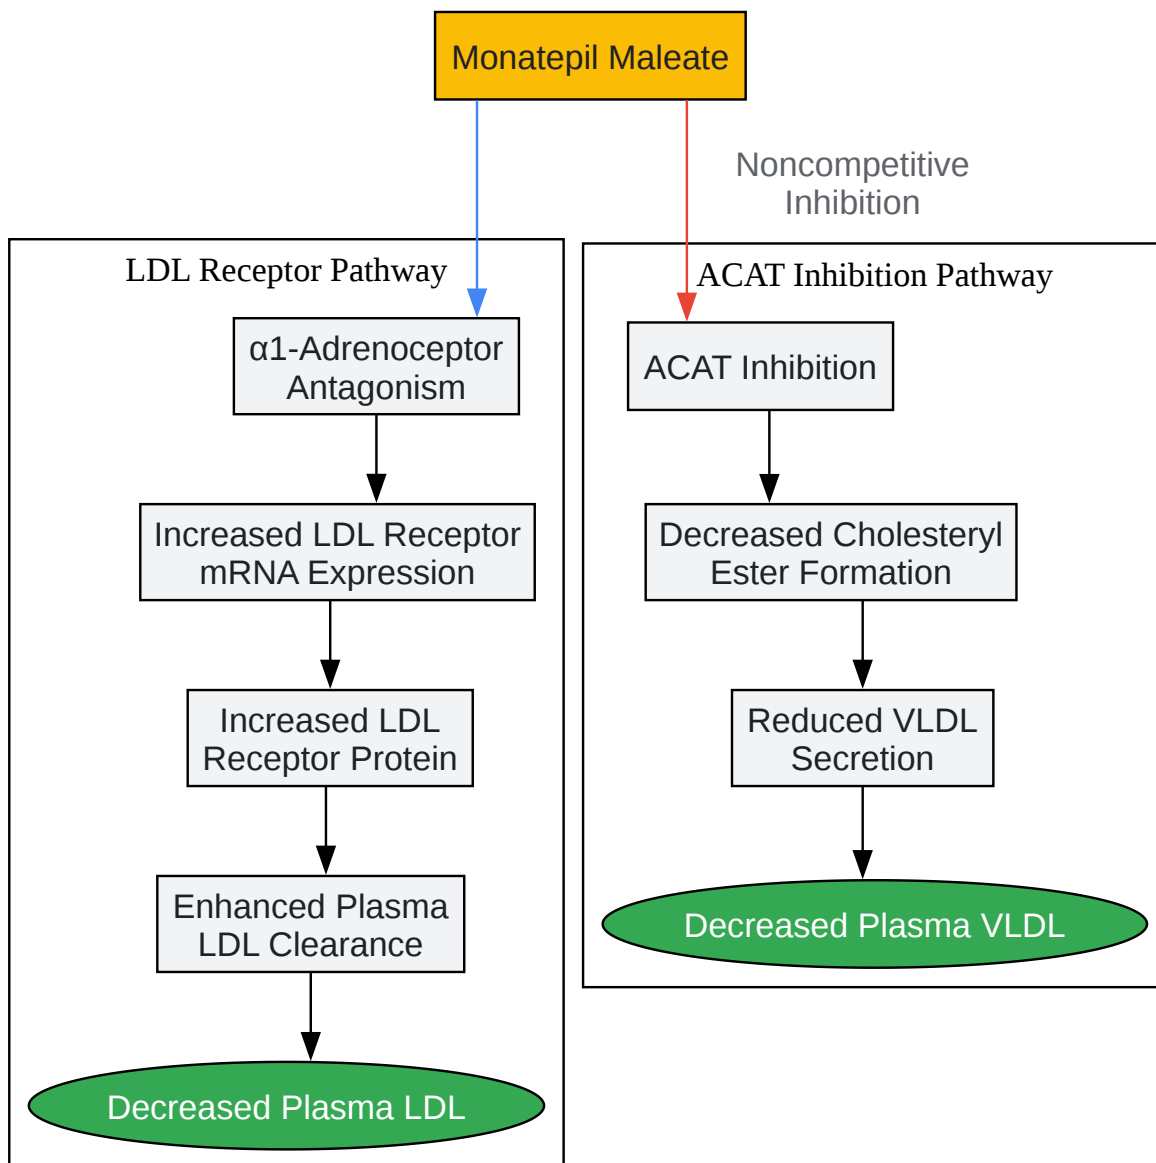 Monatepil Maleate
Noncompetitive
Inhibition
LDL Receptor Pathway
α1-Adrenoceptor
Antagonism
Increased LDL Receptor
mRNA Expression
Increased LDL
Receptor Protein
Enhanced Plasma
LDL Clearance
Decreased Plasma LDL
ACAT Inhibition Pathway
ACAT Inhibition
Decreased Cholesteryl
Ester Formation
Reduced VLDL
Secretion
Decreased Plasma VLDL